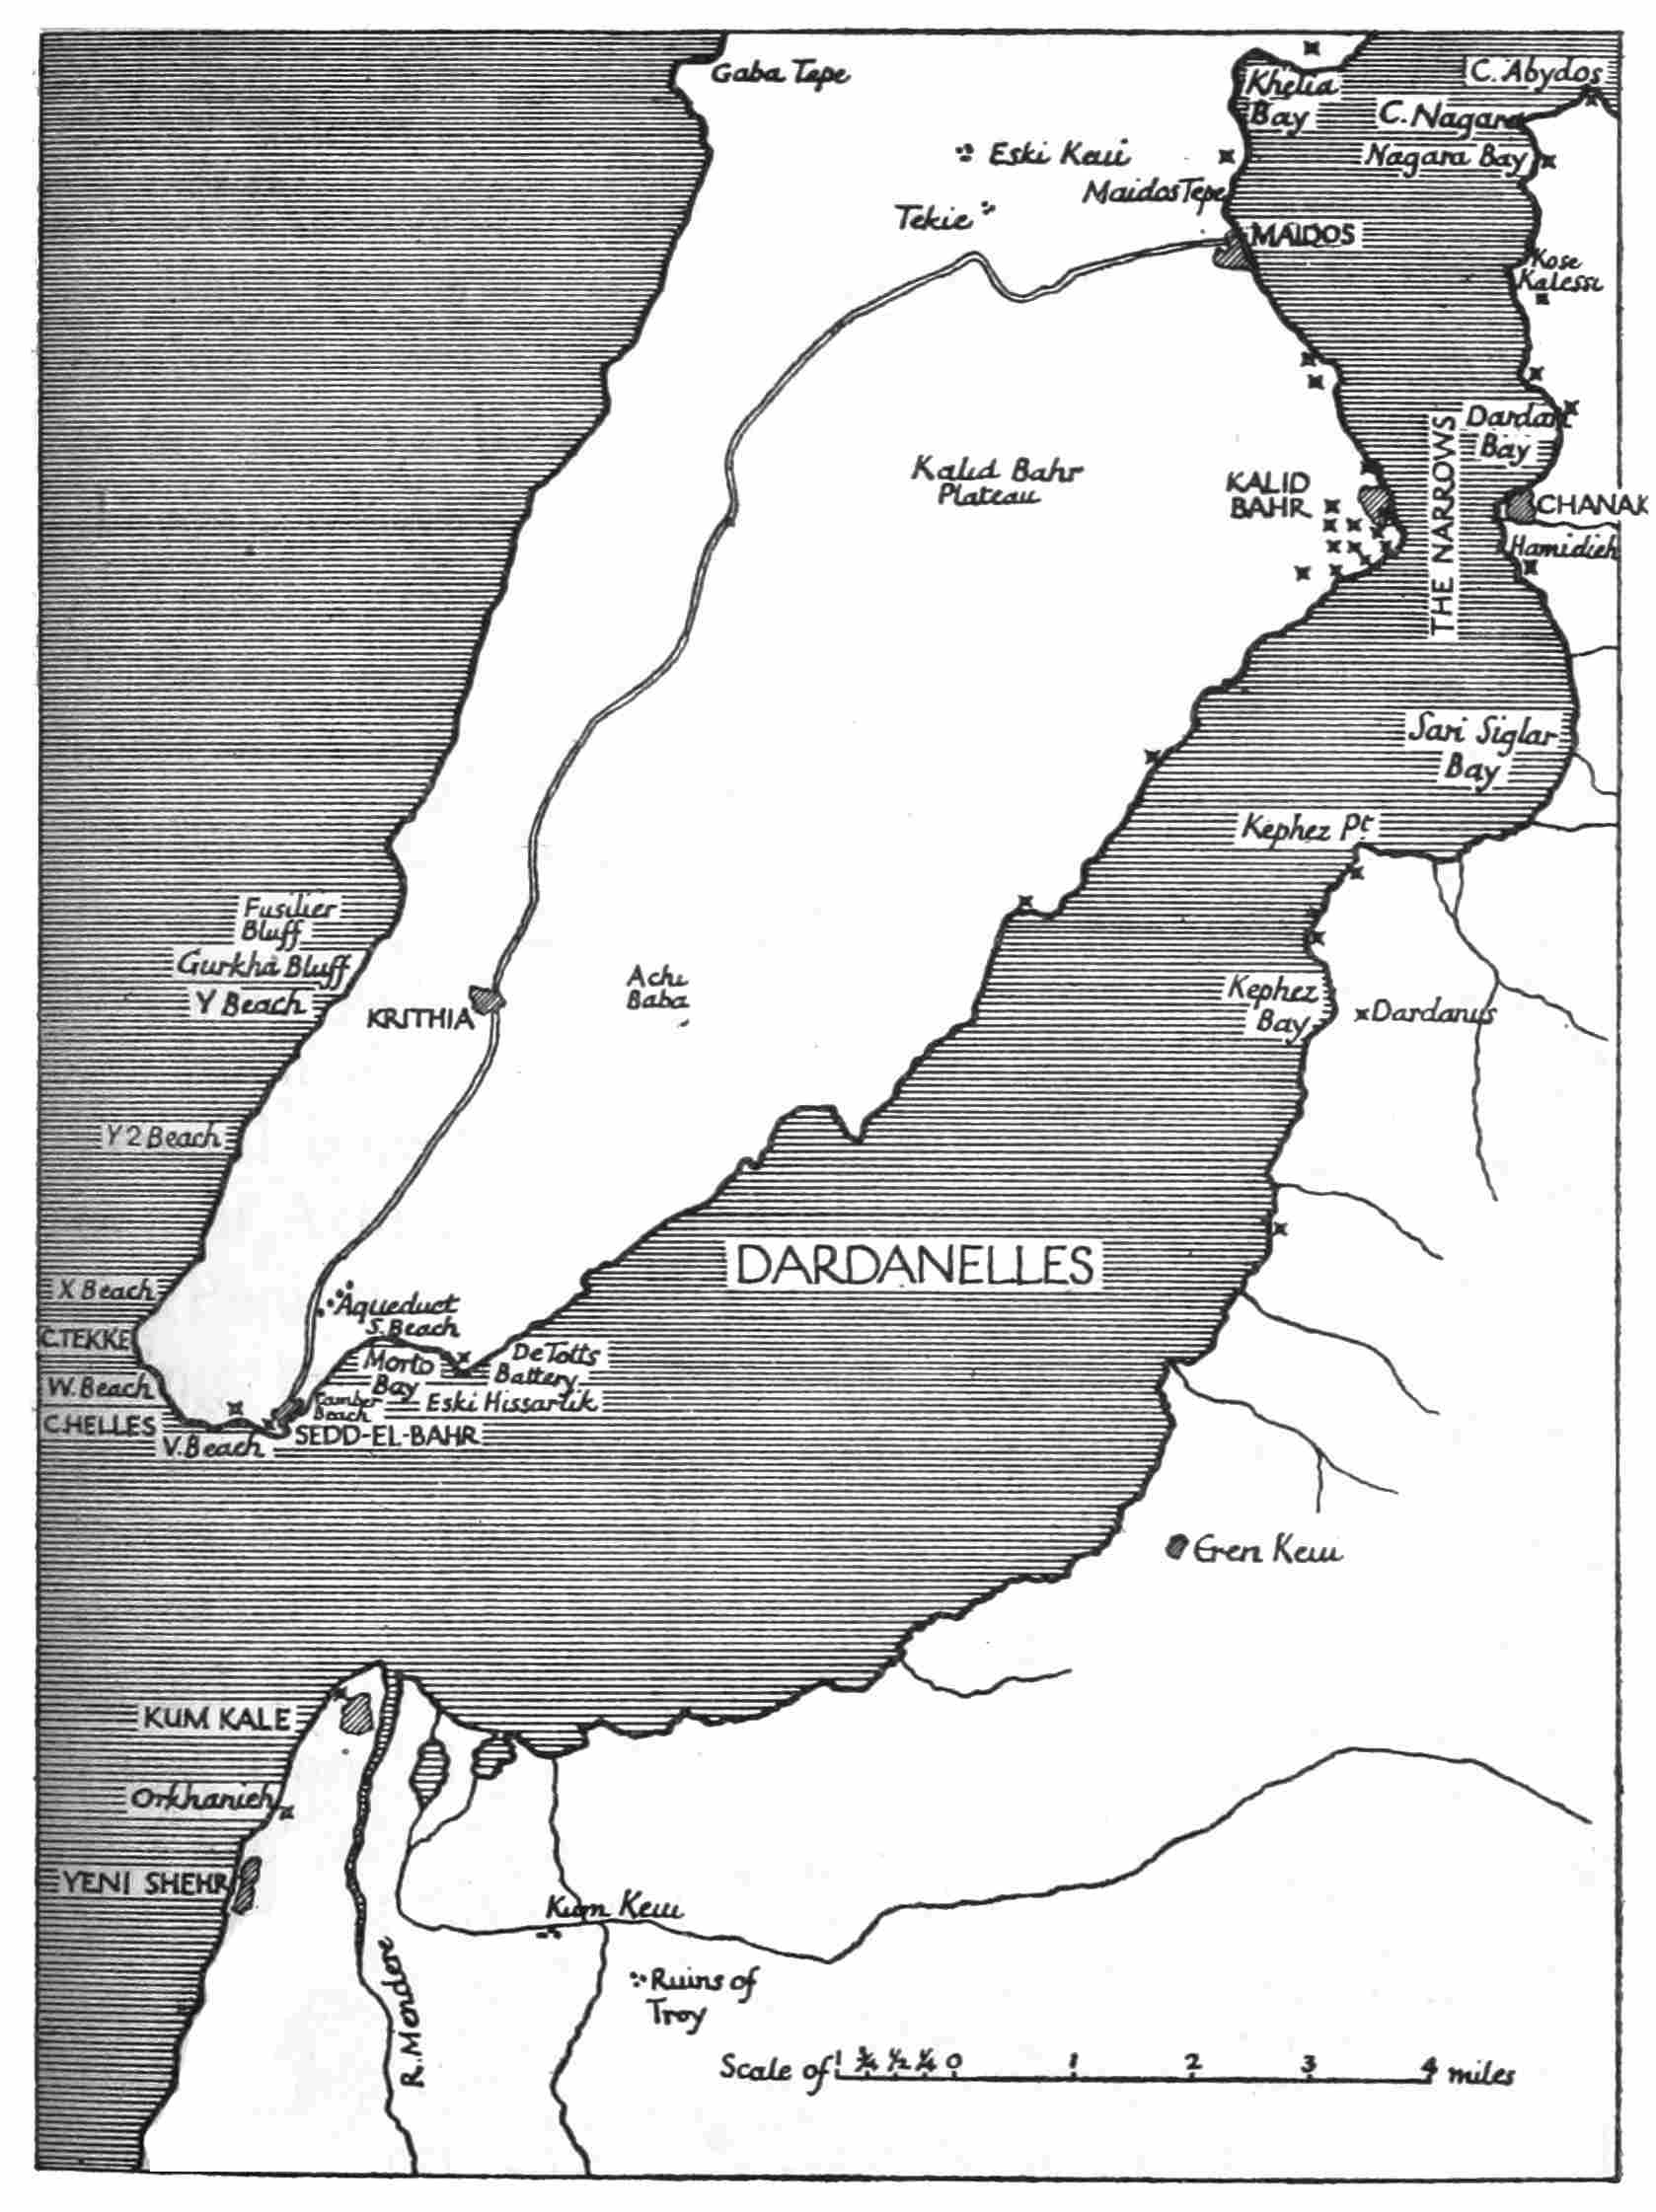 Gaba Tepe
Khelia
Bay
C. Abydos
C. Nagara
Nagara Bay
Eski Keui
Maidos Tepe
Tekie
MAIDOS
Kose
Kalessi
Dardan
Bay
THE NARROWS
Kalid Bahr
Plateau
KALID
BAHR
CHANAK
Hamidieh
Sari Siglar
Bay
Kephez Pt
Fusilier
Bluff
Gurkha Bluff
Y Beach
KRITHIA
Achi
Baba
Kephez
Bay
Dardanus
Y2 Beach
DARDANELLES
X Beach
Aqueduct
S. Beach
C. TEKKE
De Totts
Battery
Morto
Bay
W. Beach
Camber
Beach
Eski Hissarlik
C. HELLES
SEDD-EL-BAHR
V. Beach
Eren Keui
KUM KALE
Orkhanieh
YENI SHEHR
Kum Keui
R. Mendere
Ruins of
Troy
Scale of 1 ¾ ½ ¼ 0 1 2 3 4 miles